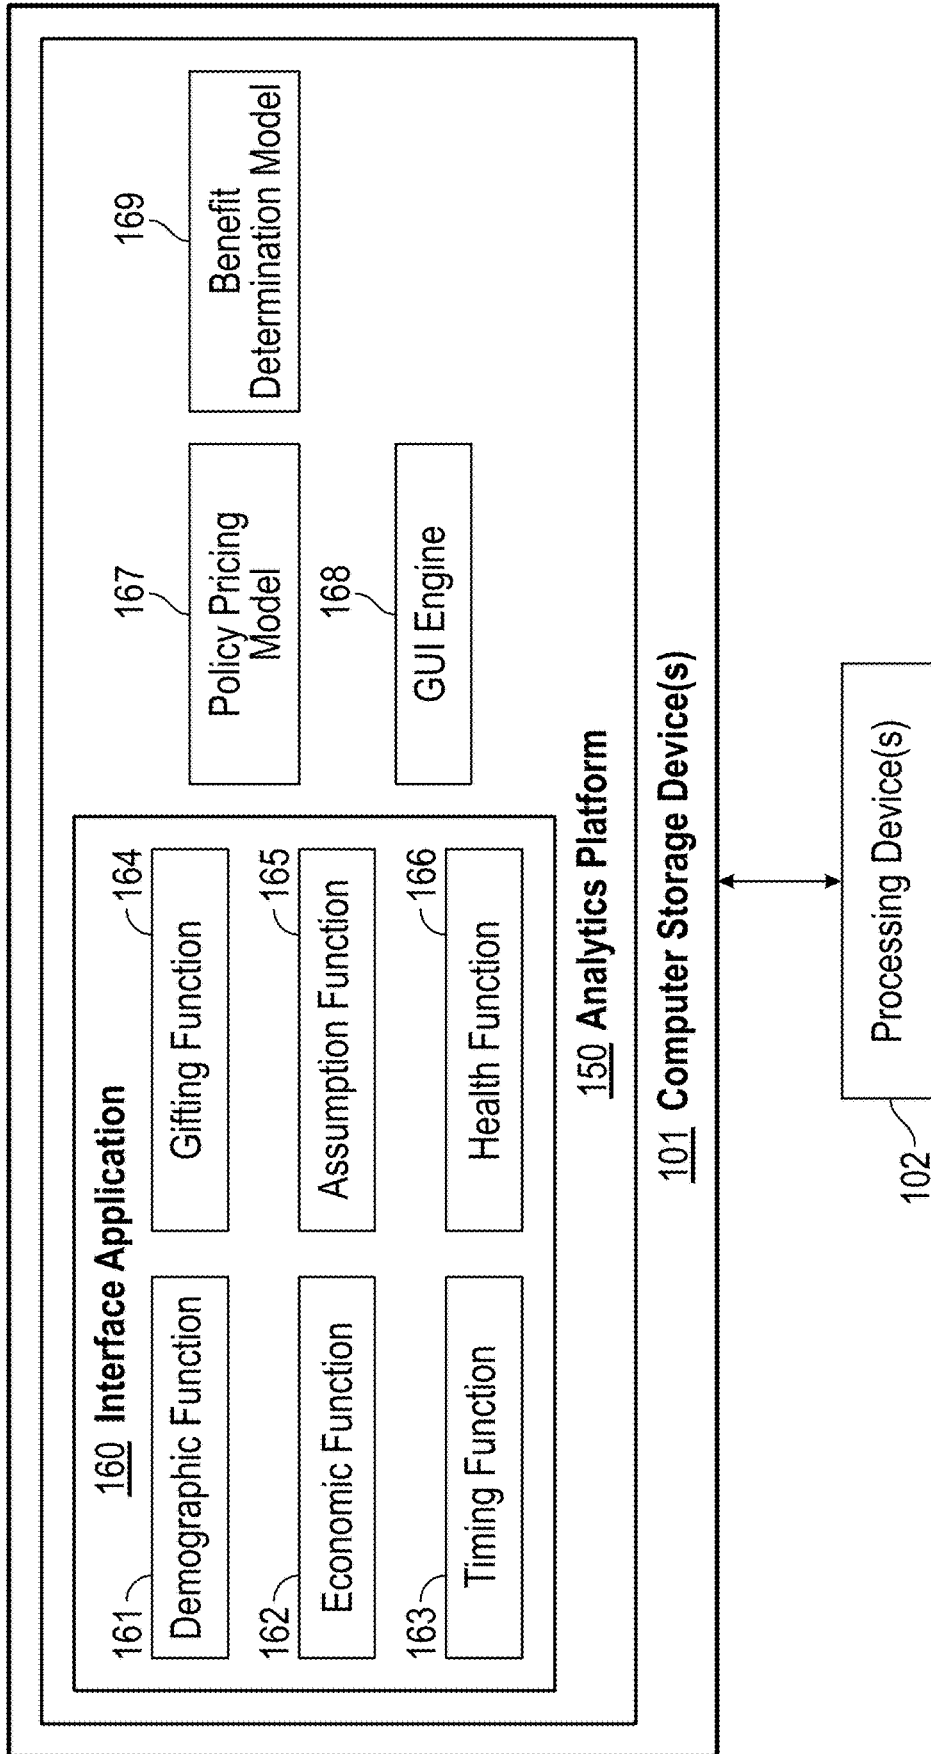 160 Interface Application
161
Demographic Function
164
Gifting Function
162
Economic Function
165
Assumption Function
163
Timing Function
166
Health Function
167
Policy Pricing
Model
168
GUI Engine
169
Benefit
Determination Model
150 Analytics Platform
101 Computer Storage Device(s)
102
Processing Device(s)